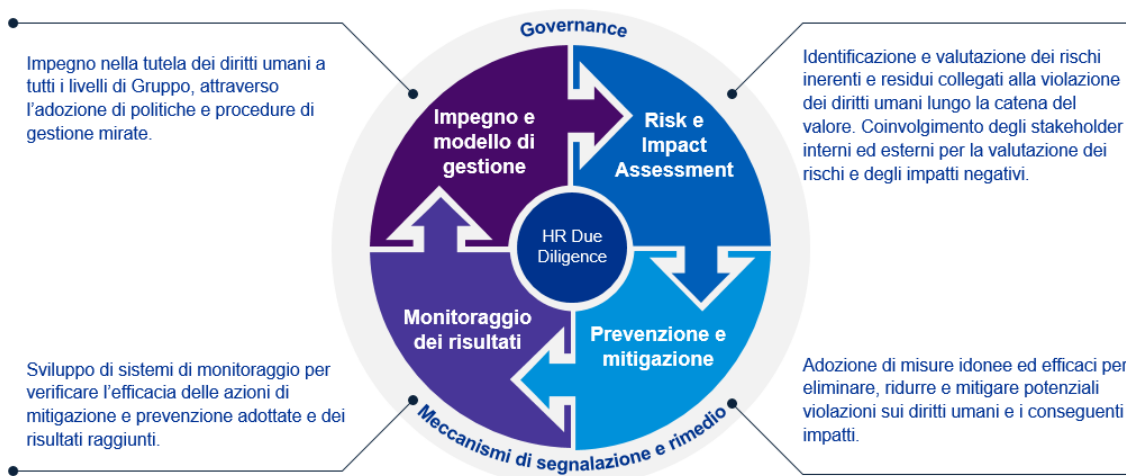 Governance
Impegno nella tutela dei diritti umani a
tutti i livelli di Gruppo, attraverso
l’adozione di politiche e procedure di
gestione mirate.
Identificazione e valutazione dei rischi
inerenti e residui collegati alla violazione
dei diritti umani lungo la catena del
valore. Coinvolgimento degli stakeholder
interni ed esterni per la valutazione dei
rischi e degli impatti negativi.
Impegno e
modello di
gestione
Risk e
Impact
Assessment
HR Due
Diligence
Monitoraggio
dei risultati
Prevenzione e
mitigazione
Sviluppo di sistemi di monitoraggio per
verificare l’efficacia delle azioni di
mitigazione e prevenzione adottate e dei
risultati raggiunti.
Adozione di misure idonee ed efficaci per
eliminare, ridurre e mitigare potenziali
violazioni sui diritti umani e i conseguenti
impatti.
Meccanismi di segnalazione e rimedio